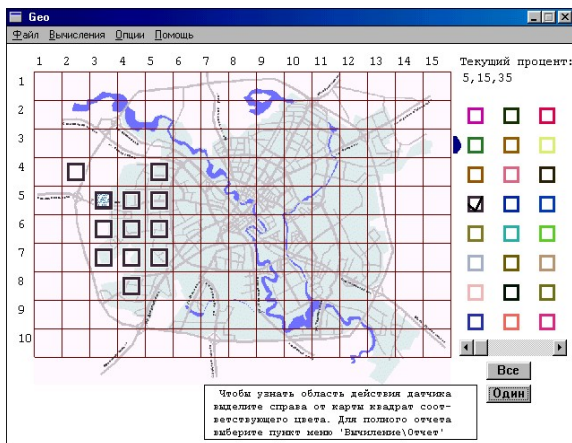 Geo
Файл Вычисления Опции Помощь
1 2 3 4 5 6 7 8 9 10 11 12 13 14 15
Текущий процент:
5,15,35
1
2
3
4
5
6
7
8
9
10
Все
Один
Чтобы узнать область действия датчика
выделите справа от карты квадрат соот-
ветствующего цвета. Для полного отчета
выберите пункт меню 'Вычиление\Отчет'